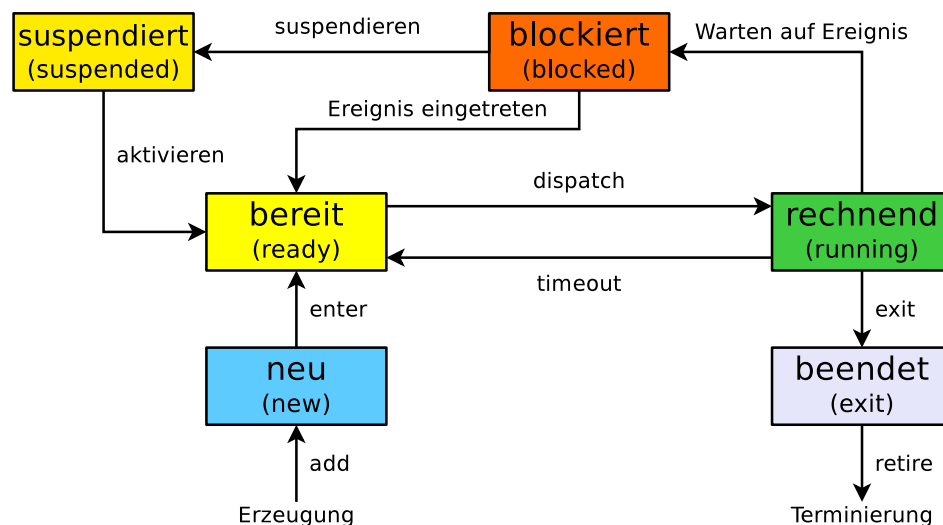 suspendiert
(suspended)
suspendieren
blockiert
(blocked)
Warten auf Ereignis
Ereignis eingetreten
aktivieren
bereit
(ready)
dispatch
rechnend
(running)
timeout
enter
exit
neu
(new)
beendet
(exit)
add
retire
Erzeugung
Terminierung